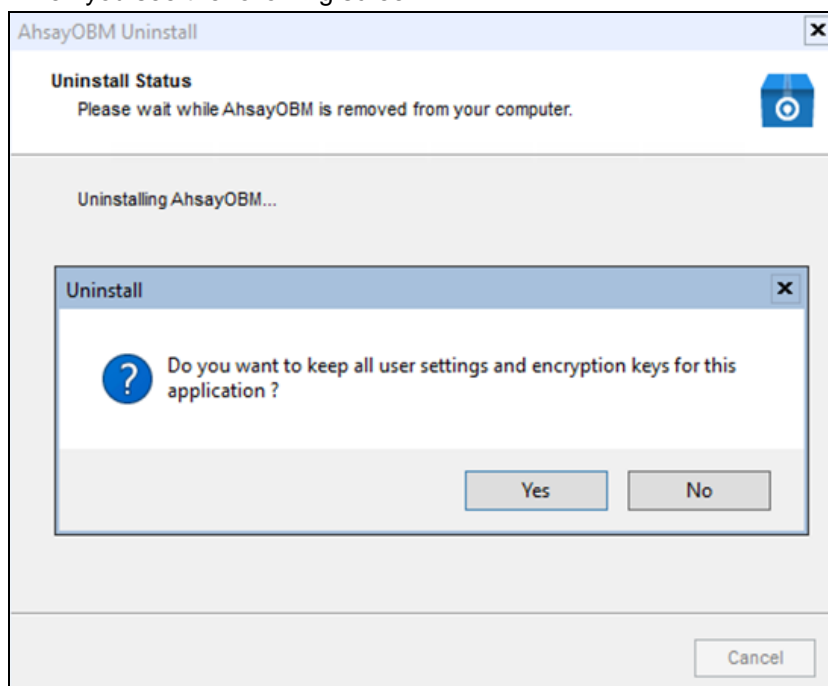 AhsayOBM Uninstall
Uninstall Status
Please wait while AhsayOBM is removed from your computer.
Uninstalling AhsayOBM...
Uninstall
Do you want to keep all user settings and encryption keys for this
application ?
Yes No
Cancel